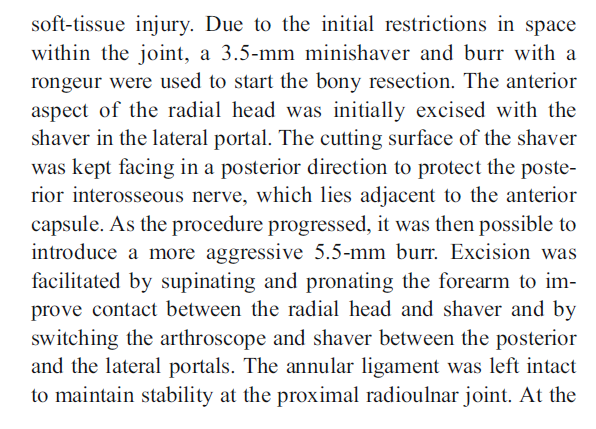 soft-tissue injury. Due to the initial restrictions in space
within the joint, a 3.5-mm minishaver and burr with a
rongeur were used to start the bony resection. The anterior
aspect of the radial head was initially excised with the
shaver in the lateral portal. The cutting surface of the shaver
was kept facing in a posterior direction to protect the poste-
rior interosseous nerve, which lies adjacent to the anterior
capsule. As the procedure progressed, it was then possible to
introduce a more aggressive 5.5-mm burr. Excision was
facilitated by supinating and pronating the forearm to im-
prove contact between the radial head and shaver and by
switching the arthroscope and shaver between the posterior
and the lateral portals. The annular ligament was left intact
to maintain stability at the proximal radioulnar joint. At the